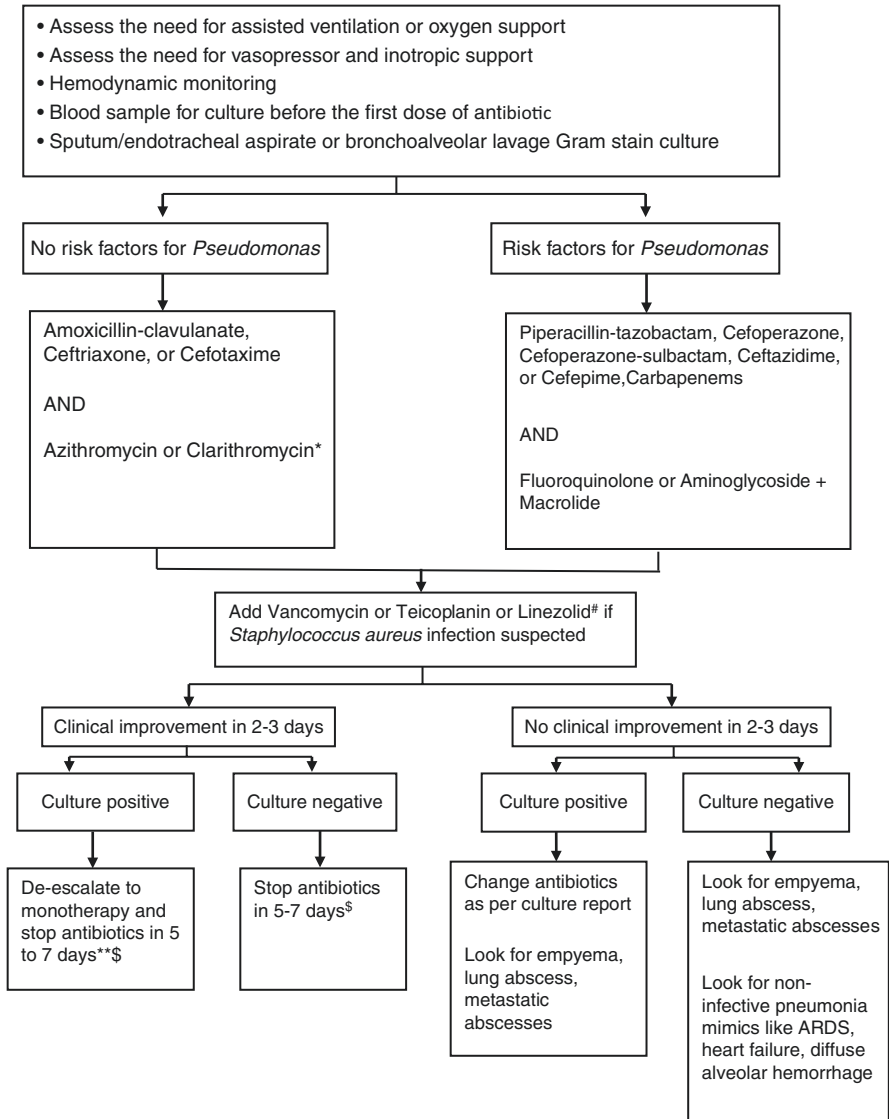 • Assess the need for assisted ventilation or oxygen support
• Assess the need for vasopressor and inotropic support
• Hemodynamic monitoring
• Blood sample for culture before the first dose of antibiotic
• Sputum/endotracheal aspirate or bronchoalveolar lavage Gram stain culture
No risk factors for Pseudomonas
Risk factors for Pseudomonas
Amoxicillin-clavulanate,
Ceftriaxone, or Cefotaxime
AND
Azithromycin or Clarithromycin*
Piperacillin-tazobactam, Cefoperazone,
Cefoperazone-sulbactam, Ceftazidime,
or Cefepime,Carbapenems
AND
Fluoroquinolone or Aminoglycoside +
Macrolide
Add Vancomycin or Teicoplanin or Linezolid# if
Staphylococcus aureus infection suspected
Clinical improvement in 2-3 days
No clinical improvement in 2-3 days
Culture positive
Culture negative
Culture positive
Culture negative
De-escalate to
monotherapy and
stop antibiotics in 5
to 7 days**$
Stop antibiotics
in 5-7 days$
Change antibiotics
as per culture report
Look for empyema,
lung abscess,
metastatic
abscesses
Look for empyema,
lung abscess,
metastatic abscesses
Look for non-
infective pneumonia
mimics like ARDS,
heart failure, diffuse
alveolar hemorrhage